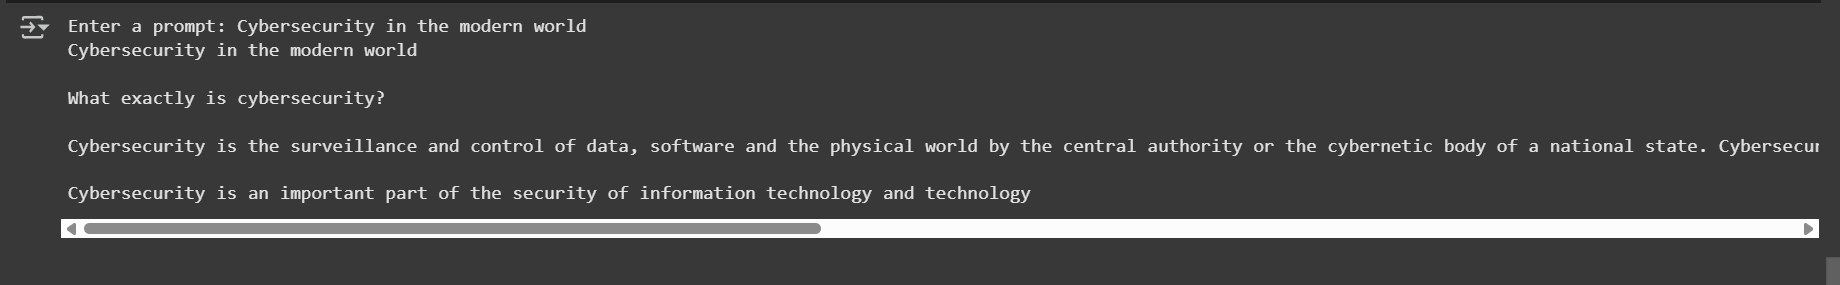 Enter a prompt: Cybersecurity in the modern world
Cybersecurity in the modern world
What exactly is cybersecurity?
Cybersecurity is the surveillance and control of data, software and the physical world by the central authority or the cybernetic body of a national state.
Cybersecurity is an important part of the security of information technology and technology